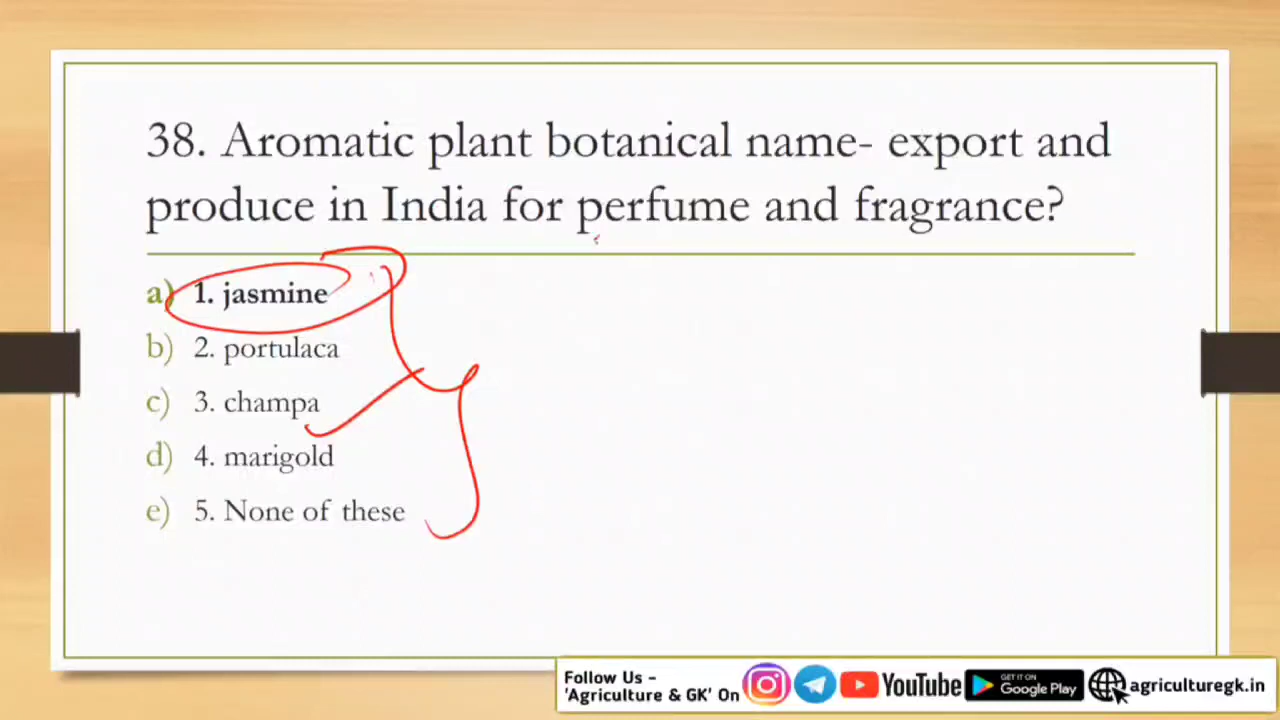 38. Aromatic plant botanical name- export and
produce in India for perfume and fragrance?
a) 1. jasmine
b) 2. portulaca
c) 3. champa
d) 4. marigold
e) 5. None of these
Follow Us -
'Agriculture & GK' On
YouTube
GET IT ON
Google Play
agriculturegk.in